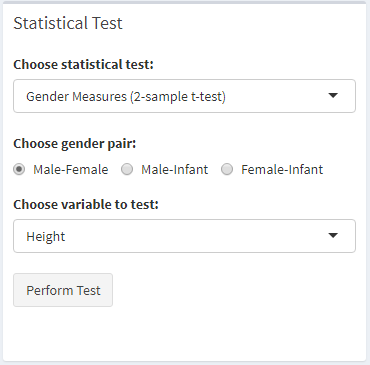 Statistical Test
Choose statistical test:
Gender Measures (2-sample t-test)
Choose gender pair:
Male-Female Male-Infant Female-Infant
Choose variable to test:
Height
Perform Test